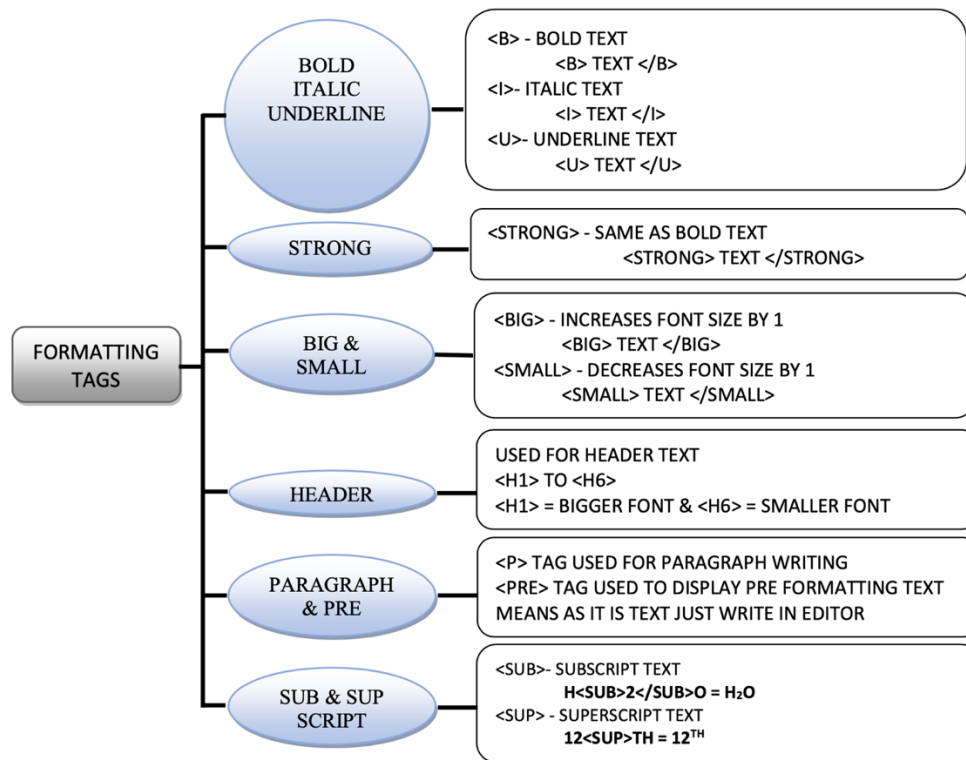 FORMATTING
TAGS
BOLD
ITALIC
UNDERLINE
<B> - BOLD TEXT
<B> TEXT </B>
<I>- ITALIC TEXT
<I> TEXT </I>
<U>- UNDERLINE TEXT
<U> TEXT </U>
STRONG
<STRONG> - SAME AS BOLD TEXT
<STRONG> TEXT </STRONG>
BIG &
SMALL
<BIG> - INCREASES FONT SIZE BY 1
<BIG> TEXT </BIG>
<SMALL> - DECREASES FONT SIZE BY 1
<SMALL> TEXT </SMALL>
HEADER
USED FOR HEADER TEXT
<H1> TO <H6>
<H1> = BIGGER FONT & <H6> = SMALLER FONT
PARAGRAPH
& PRE
<P> TAG USED FOR PARAGRAPH WRITING
<PRE> TAG USED TO DISPLAY PRE FORMATTING TEXT
MEANS AS IT IS TEXT JUST WRITE IN EDITOR
SUB & SUP
SCRIPT
<SUB>- SUBSCRIPT TEXT
H<SUB>2</SUB>O = H₂O
<SUP> - SUPERSCRIPT TEXT
12<SUP>TH = 12ᵀᴴ